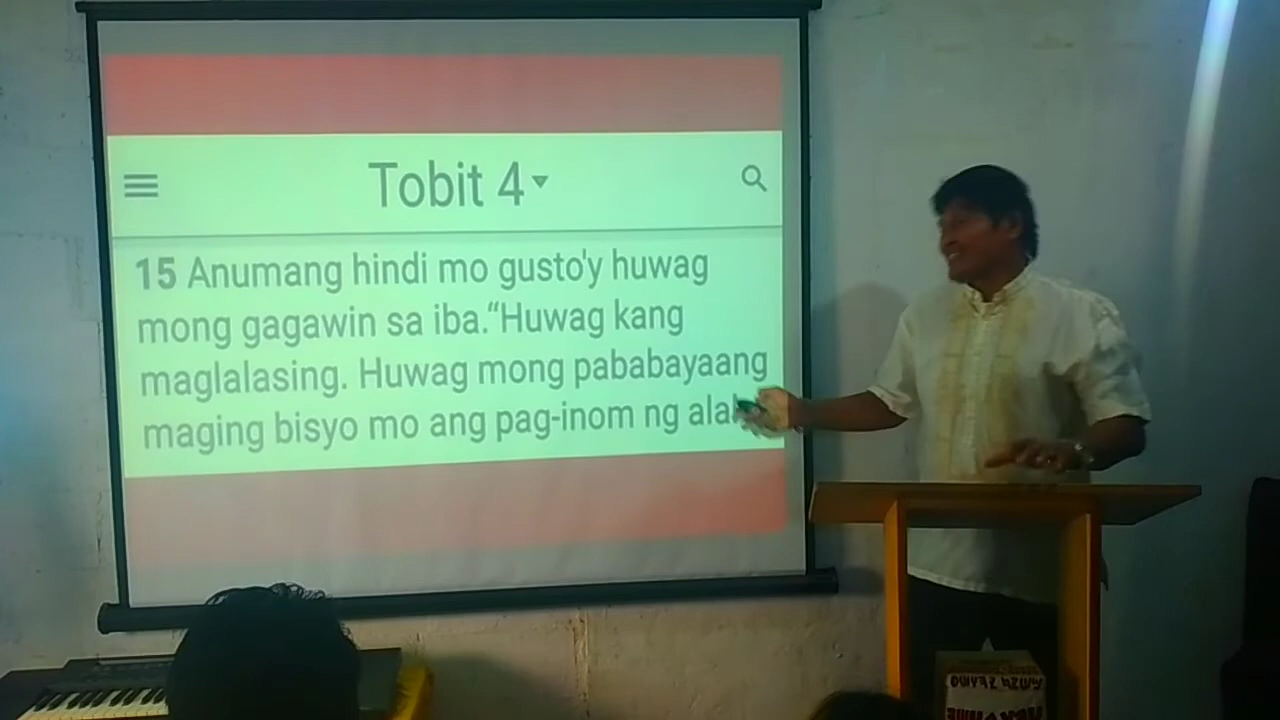 Tobit 4
15 Anumang hindi mo gusto'y huwag
mong gagawin sa iba.“Huwag kang
maglalasing. Huwag mong pababayaang
maging bisyo mo ang pag-inom ng